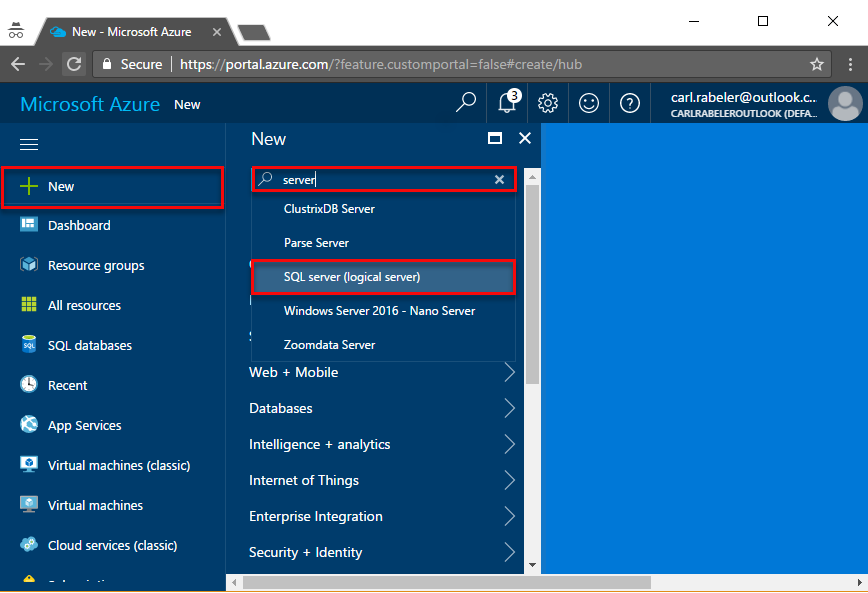 New - Microsoft Azure
Secure https://portal.azure.com/?feature.customportal=false#create/hub
Microsoft Azure New
3
carl.rabeler@outlook.c...
CARLRABELEROUTLOOK (DEFA...
New
server
New
ClustrixDB Server
Dashboard
Parse Server
Resource groups
SQL server (logical server)
All resources
Windows Server 2016 - Nano Server
SQL
SQL databases
Zoomdata Server
Web + Mobile
Recent
Databases
App Services
Intelligence + analytics
Virtual machines (classic)
Internet of Things
Virtual machines
Enterprise Integration
Cloud services (classic)
Security + Identity